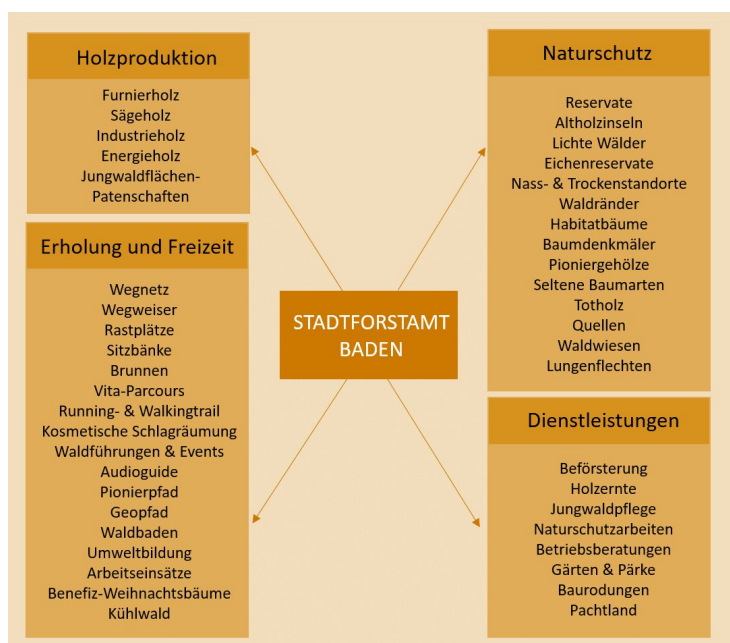 Holzproduktion
Furnierholz
Sägeholz
Industrieholz
Energieholz
Jungwaldflächen-
Patenschaften
Erholung und Freizeit
Wegnetz
Wegweiser
Rastplätze
Sitzbänke
Brunnen
Vita-Parcours
Running- & Walkingtrail
Kosmetische Schlagräumung
Waldführungen & Events
Audioguide
Pionierpfad
Geopfad
Waldbaden
Umweltbildung
Arbeitseinsätze
Benefiz-Weihnachtsbäume
Kühlwald
STADTFORSTAMT
BADEN
Naturschutz
Reservate
Altholzinseln
Lichte Wälder
Eichenreservate
Nass- & Trockenstandorte
Waldränder
Habitatbäume
Baumdenkmäler
Pioniergehölze
Seltene Baumarten
Totholz
Quellen
Waldwiesen
Lungenflechten
Dienstleistungen
Beförsterung
Holzernte
Jungwaldpflege
Naturschutzarbeiten
Betriebsberatungen
Gärten & Pärke
Baurodungen
Pachtland